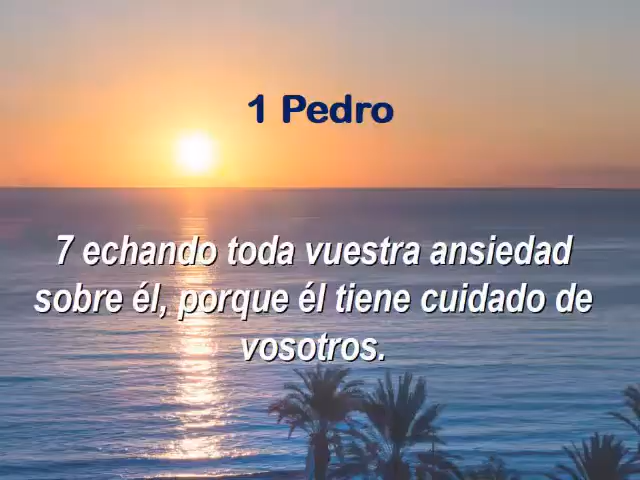 1 Pedro
7 echando toda vuestra ansiedad
sobre él, porque él tiene cuidado de
vosotros.